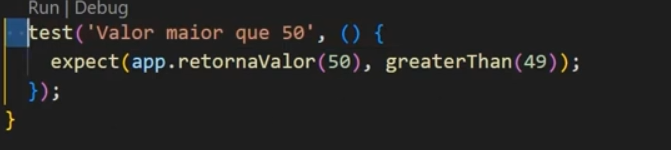 Run | Debug
test('Valor maior que 50', () {
expect(app.retornaValor(50), greaterThan(49));
});
}